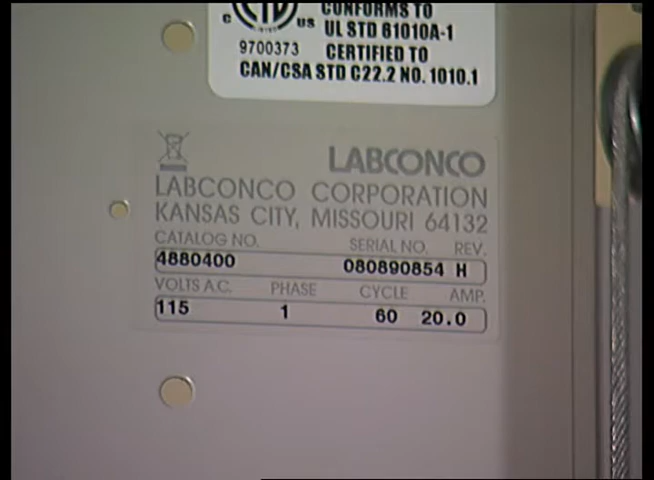 CONFORMS TO
C US UL STD 61010A-1
9700373 CERTIFIED TO
CAN/CSA STD C22.2 NO. 1010.1
LABCONCO
LABCONCO CORPORATION
KANSAS CITY, MISSOURI 64132
CATALOG NO. SERIAL NO. REV.
4880400 080890854 H
VOLTS A.C. PHASE CYCLE AMP.
115 1 60 20.0